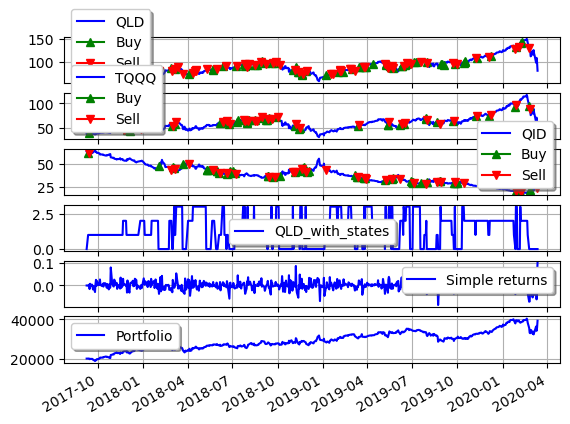 QLD
Buy
Sell
150
100
TQQQ
Buy
Sell
100
50
QID
Buy
Sell
50
25
QLD_with_states
2.5
0.0
Simple returns
0.1
0.0
Portfolio
40000
20000
2017-10
2018-01
2018-04
2018-07
2018-10
2019-01
2019-04
2019-07
2019-10
2020-01
2020-04